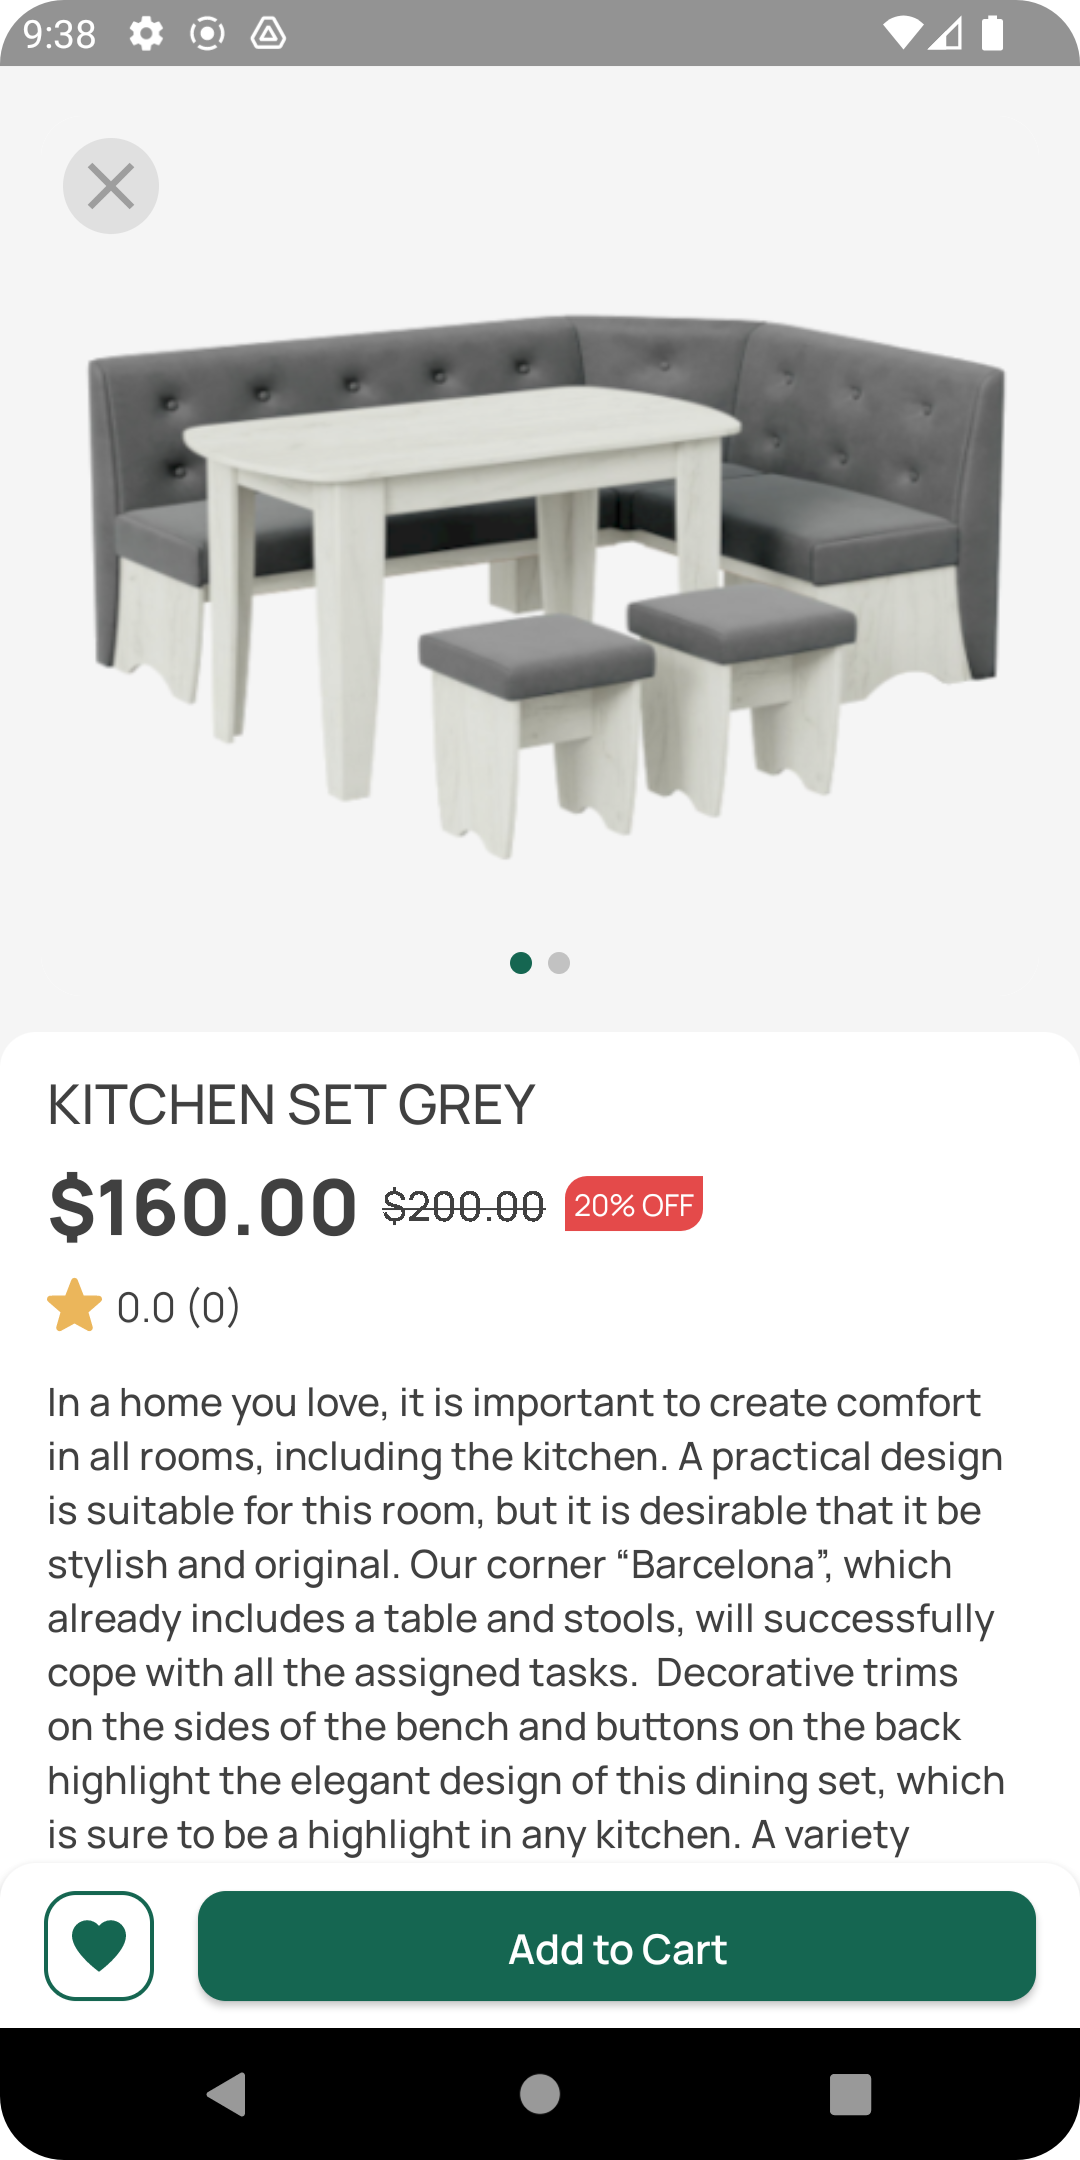 9:38
KITCHEN SET GREY
$160.00 $200.00 20% OFF
0.0 (0)
In a home you love, it is important to create comfort
in all rooms, including the kitchen. A practical design
is suitable for this room, but it is desirable that it be
stylish and original. Our corner “Barcelona”, which
already includes a table and stools, will successfully
cope with all the assigned tasks.  Decorative trims
on the sides of the bench and buttons on the back
highlight the elegant design of this dining set, which
is sure to be a highlight in any kitchen. A variety
Add to Cart